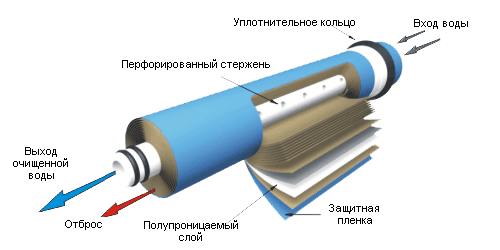 Уплотнительное кольцо
Вход воды
Перфорированный стержень
Выход
очищенной
воды
Отброс
Полупроницаемый
слой
Защитная
пленка